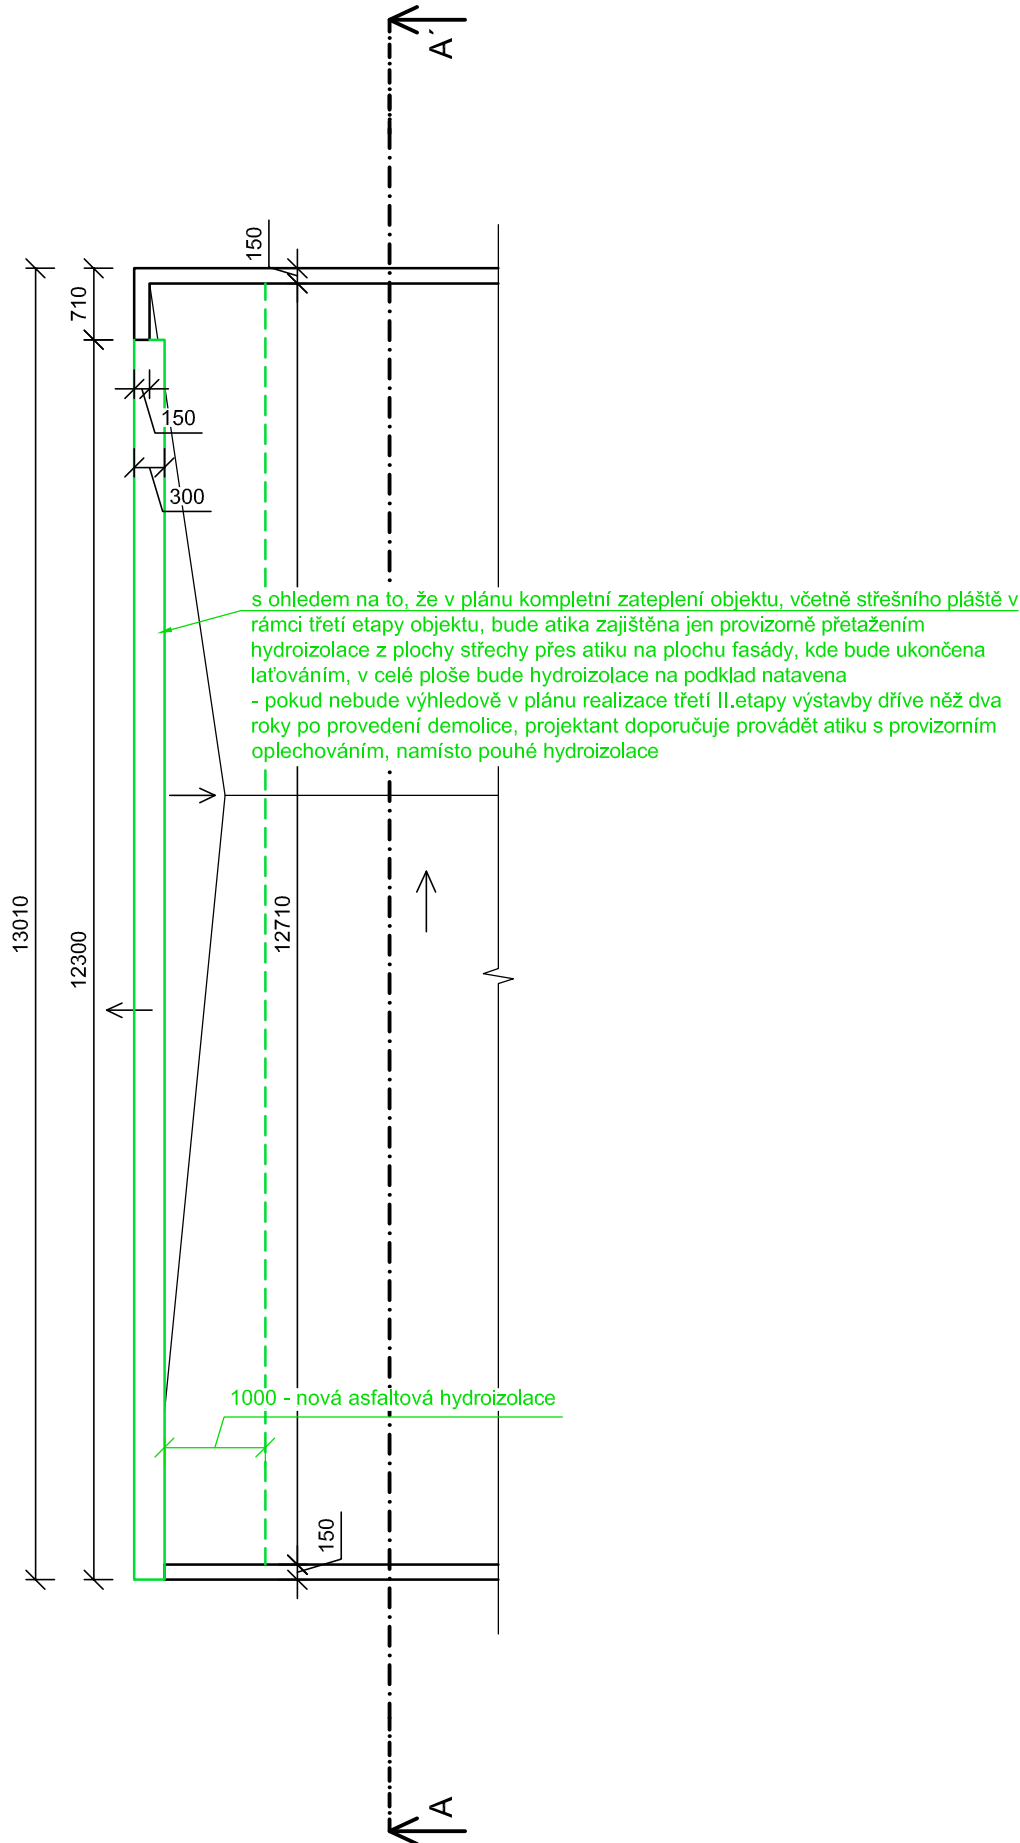 A´
150
710
150
300
s ohledem na to, že v plánu kompletní zateplení objektu, včetně střešního pláště v
rámci třetí etapy objektu, bude atika zajištěna jen provizorně přetažením
hydroizolace z plochy střechy přes atiku na plochu fasády, kde bude ukončena
laťováním, v celé ploše bude hydroizolace na podklad natavena
- pokud nebude výhledově v plánu realizace třetí II.etapy výstavby dříve něž dva
roky po provedení demolice, projektant doporučuje provádět atiku s provizorním
oplechováním, namísto pouhé hydroizolace
13010
12300
12710
1000 - nová asfaltová hydroizolace
150
A